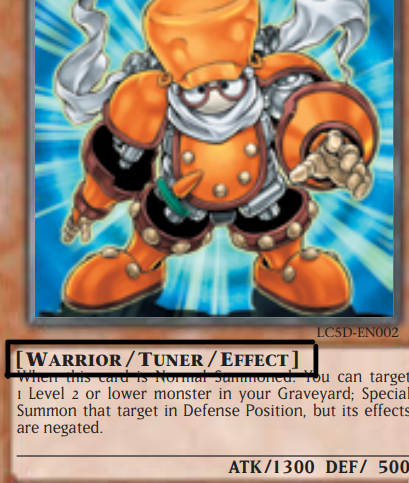 LC5D-EN002
[WARRIOR/TUNER/EFFECT]
When this card is Normal Summoned: You can target
1 Level 2 or lower monster in your Graveyard; Special
Summon that target in Defense Position, but its effects
are negated.
ATK/1300 DEF/ 500